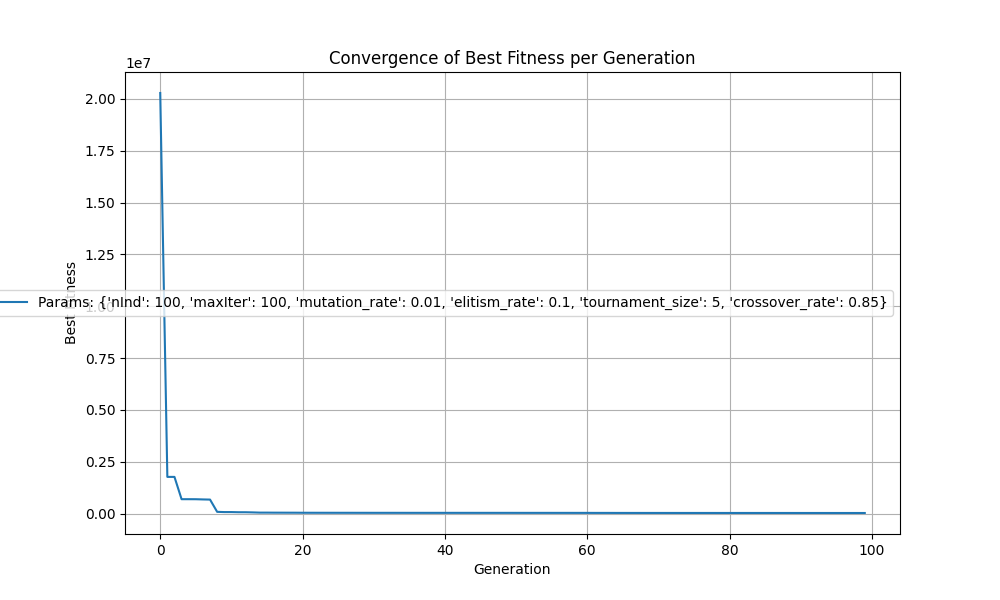 Convergence of Best Fitness per Generation
1e7
2.00
1.75
1.50
1.25
1.00
0.75
0.50
0.25
0.00
Params: {'nInd': 100, 'maxIter': 100, 'mutation_rate': 0.01, 'elitism_rate': 0.1, 'tournament_size': 5, 'crossover_rate': 0.85}
Best Fitness
0 20 40 60 80 100
Generation